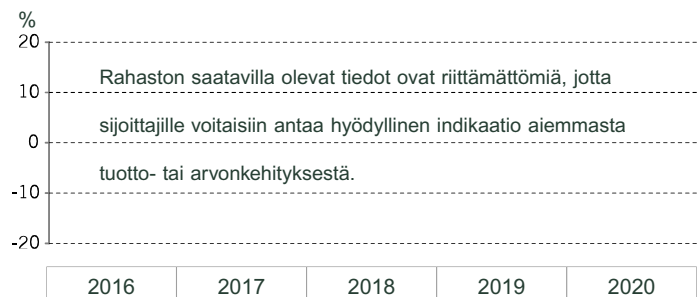 %
20
Rahaston saatavilla olevat tiedot ovat riittämättömiä, jotta
10
sijoittajille voitaisiin antaa hyödyllinen indikaatio aiemmasta
0
tuotto- tai arvonkehityksestä.
-10
-20
2016 2017 2018 2019 2020